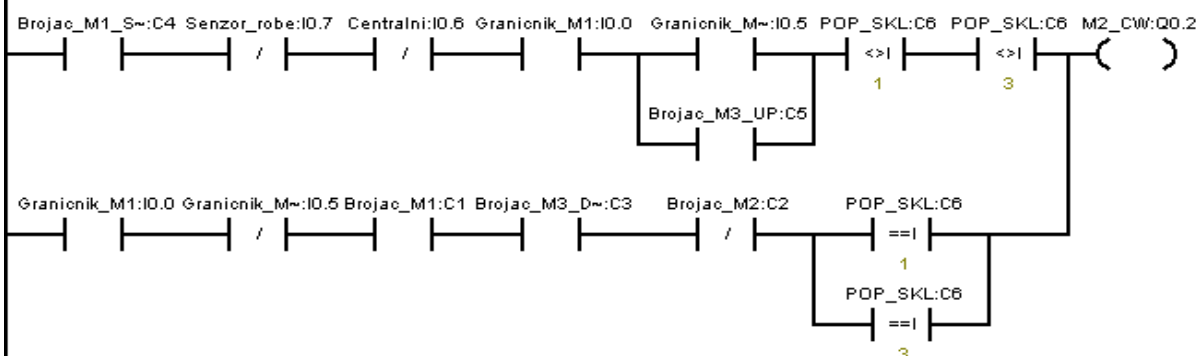 Brojac_M1_S~:C4 Senzor_robe:I0.7 Centralni:I0.6 Granicnik_M1:I0.0 Granicnik_M~:I0.5 POP_SKL:C6 POP_SKL:C6 M2_CW:Q0.2
/ / <>I <>I
1 3
Brojac_M3_UP:C5
Granicnik_M1:I0.0 Granicnik_M~:I0.5 Brojac_M1:C1 Brojac_M3_D~:C3 Brojac_M2:C2 POP_SKL:C6
/ / ==I
1
POP_SKL:C6
==I
3